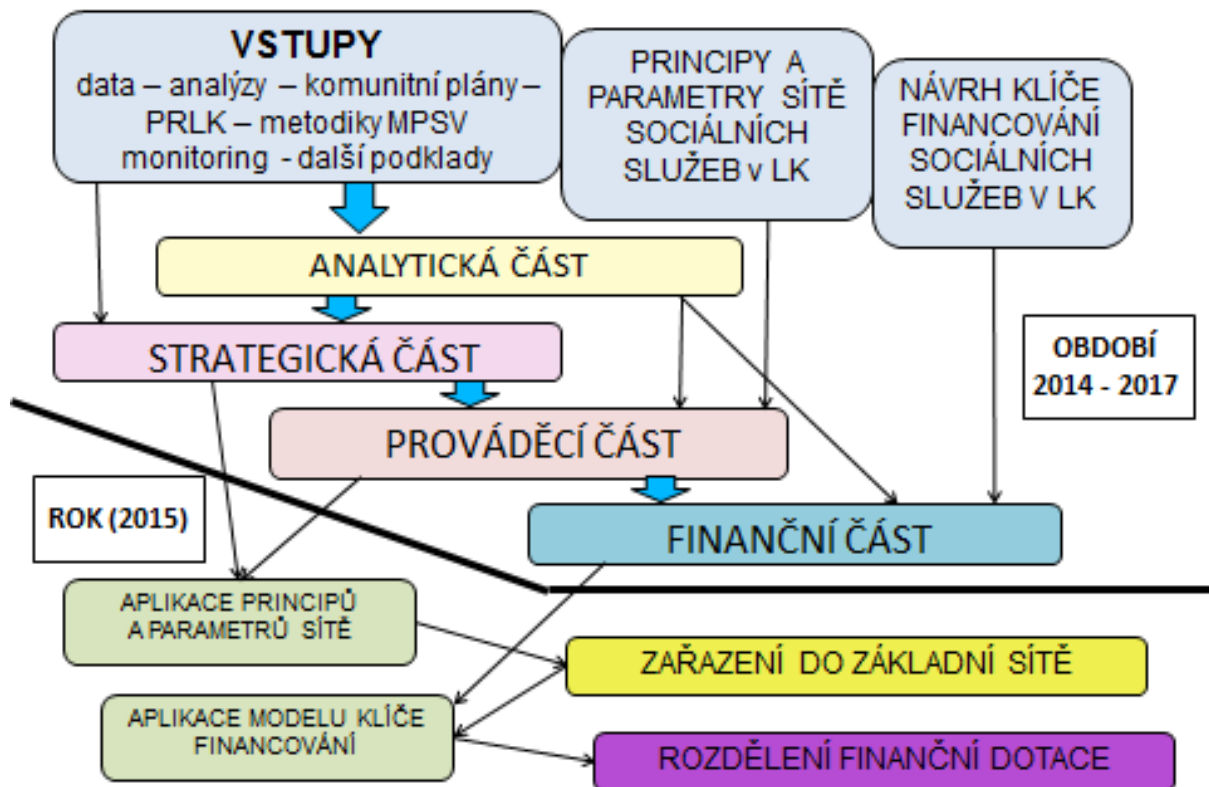 VSTUPY
data – analýzy – komunitní plány –
PRLK – metodiky MPSV
monitoring - další podklady
PRINCIPY A
PARAMETRY SÍTĚ
SOCIÁLNÍCH
SLUŽEB v LK
NÁVRH KLÍČE
FINANCOVÁNÍ
SOCIÁLNÍCH
SLUŽEB V LK
ANALYTICKÁ ČÁST
STRATEGICKÁ ČÁST
OBDOBÍ
2014 - 2017
PROVÁDĚCÍ ČÁST
ROK (2015)
FINANČNÍ ČÁST
APLIKACE PRINCIPŮ
A PARAMETRŮ SÍTĚ
ZAŘAZENÍ DO ZÁKLADNÍ SÍTĚ
APLIKACE MODELU KLÍČE
FINANCOVÁNÍ
ROZDĚLENÍ FINANČNÍ DOTACE